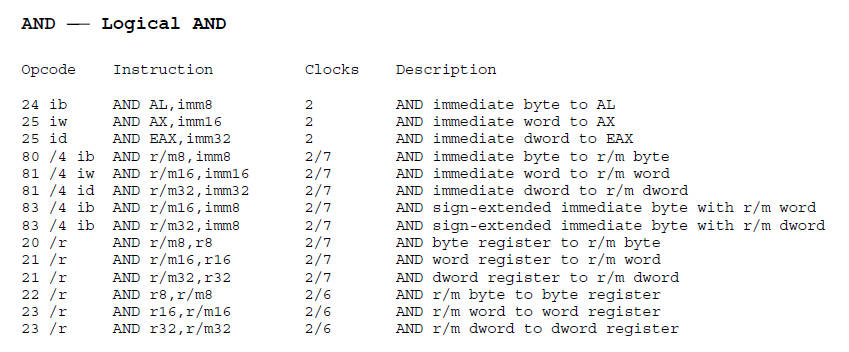 AND — Logical AND
Opcode Instruction Clocks Description
24 ib AND AL,imm8 2 AND immediate byte to AL
25 iw AND AX,imm16 2 AND immediate word to AX
25 id AND EAX,imm32 2 AND immediate dword to EAX
80 /4 ib AND r/m8,imm8 2/7 AND immediate byte to r/m byte
81 /4 iw AND r/m16,imm16 2/7 AND immediate word to r/m word
81 /4 id AND r/m32,imm32 2/7 AND immediate dword to r/m dword
83 /4 ib AND r/m16,imm8 2/7 AND sign-extended immediate byte with r/m word
83 /4 ib AND r/m32,imm8 2/7 AND sign-extended immediate byte with r/m dword
20 /r AND r/m8,r8 2/7 AND byte register to r/m byte
21 /r AND r/m16,r16 2/7 AND word register to r/m word
21 /r AND r/m32,r32 2/7 AND dword register to r/m dword
22 /r AND r8,r/m8 2/6 AND r/m byte to byte register
23 /r AND r16,r/m16 2/6 AND r/m word to word register
23 /r AND r32,r/m32 2/6 AND r/m dword to dword register